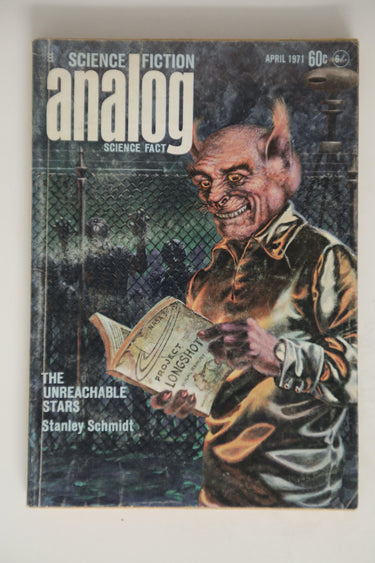 SCIENCE FICTION
APRIL 1971 60c
analog
SCIENCE FACT
PROJECT
LONGSHOT
THE
UNREACHABLE
STARS
Stanley Schmidt